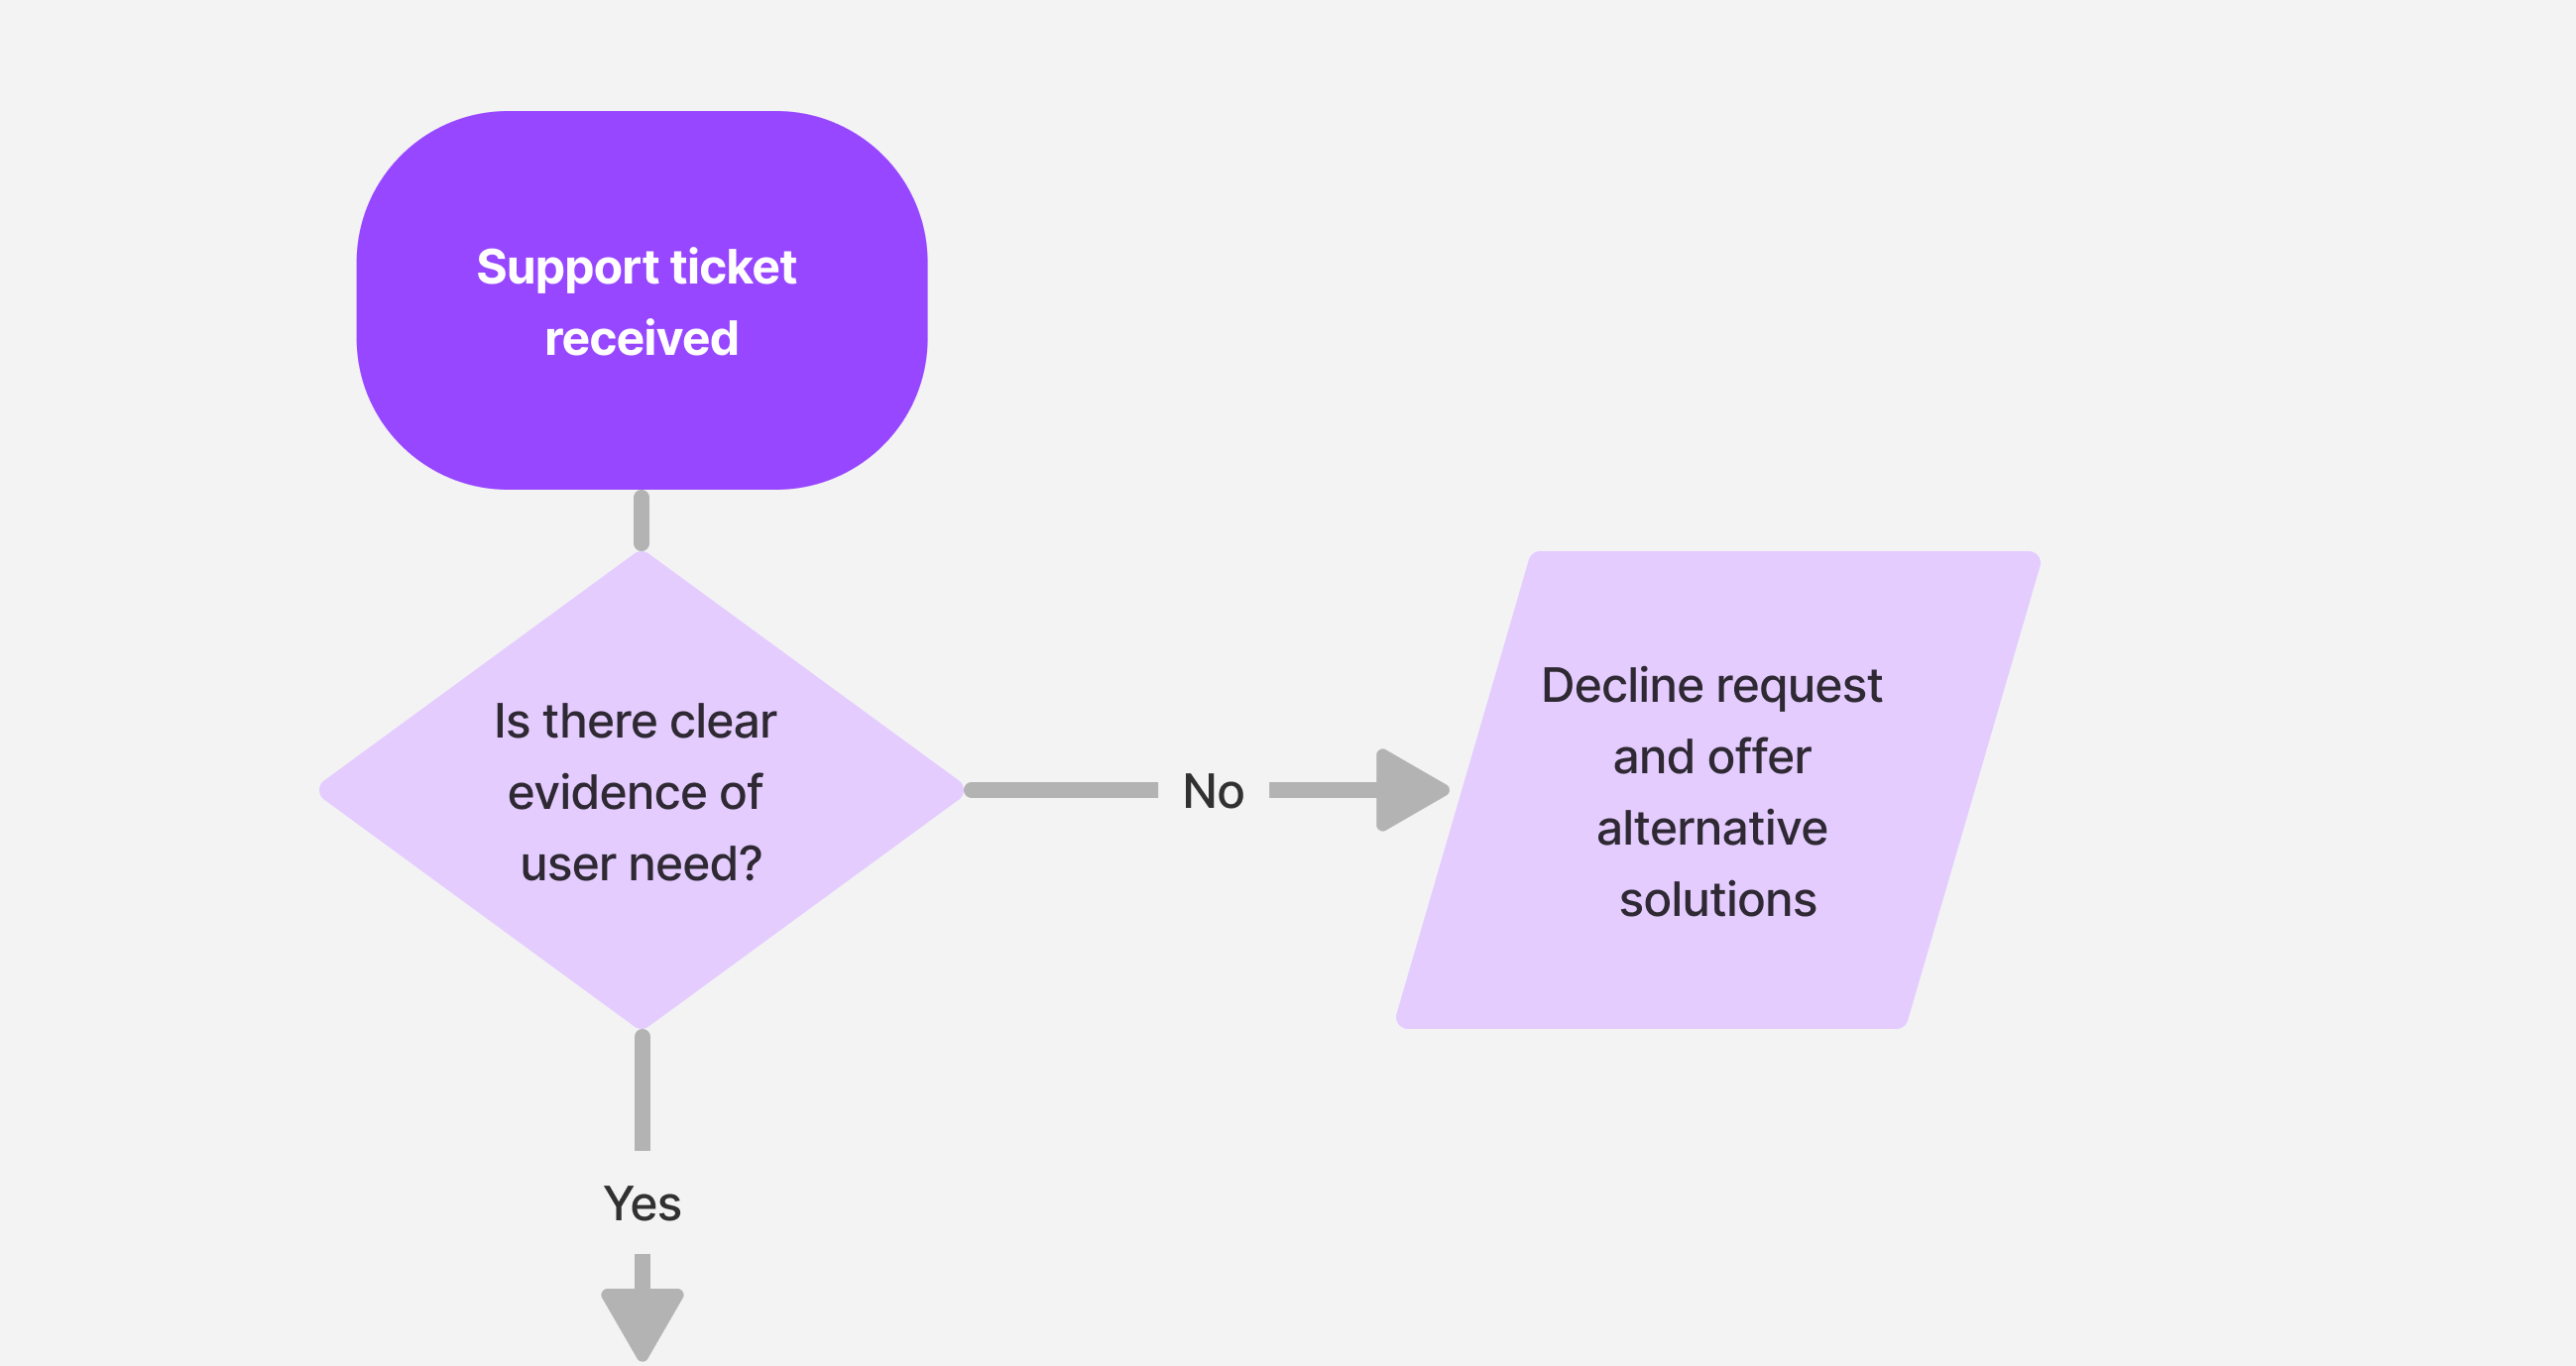 Support ticket
received
Is there clear
evidence of
user need?
No
Decline request
and offer
alternative
solutions
Yes